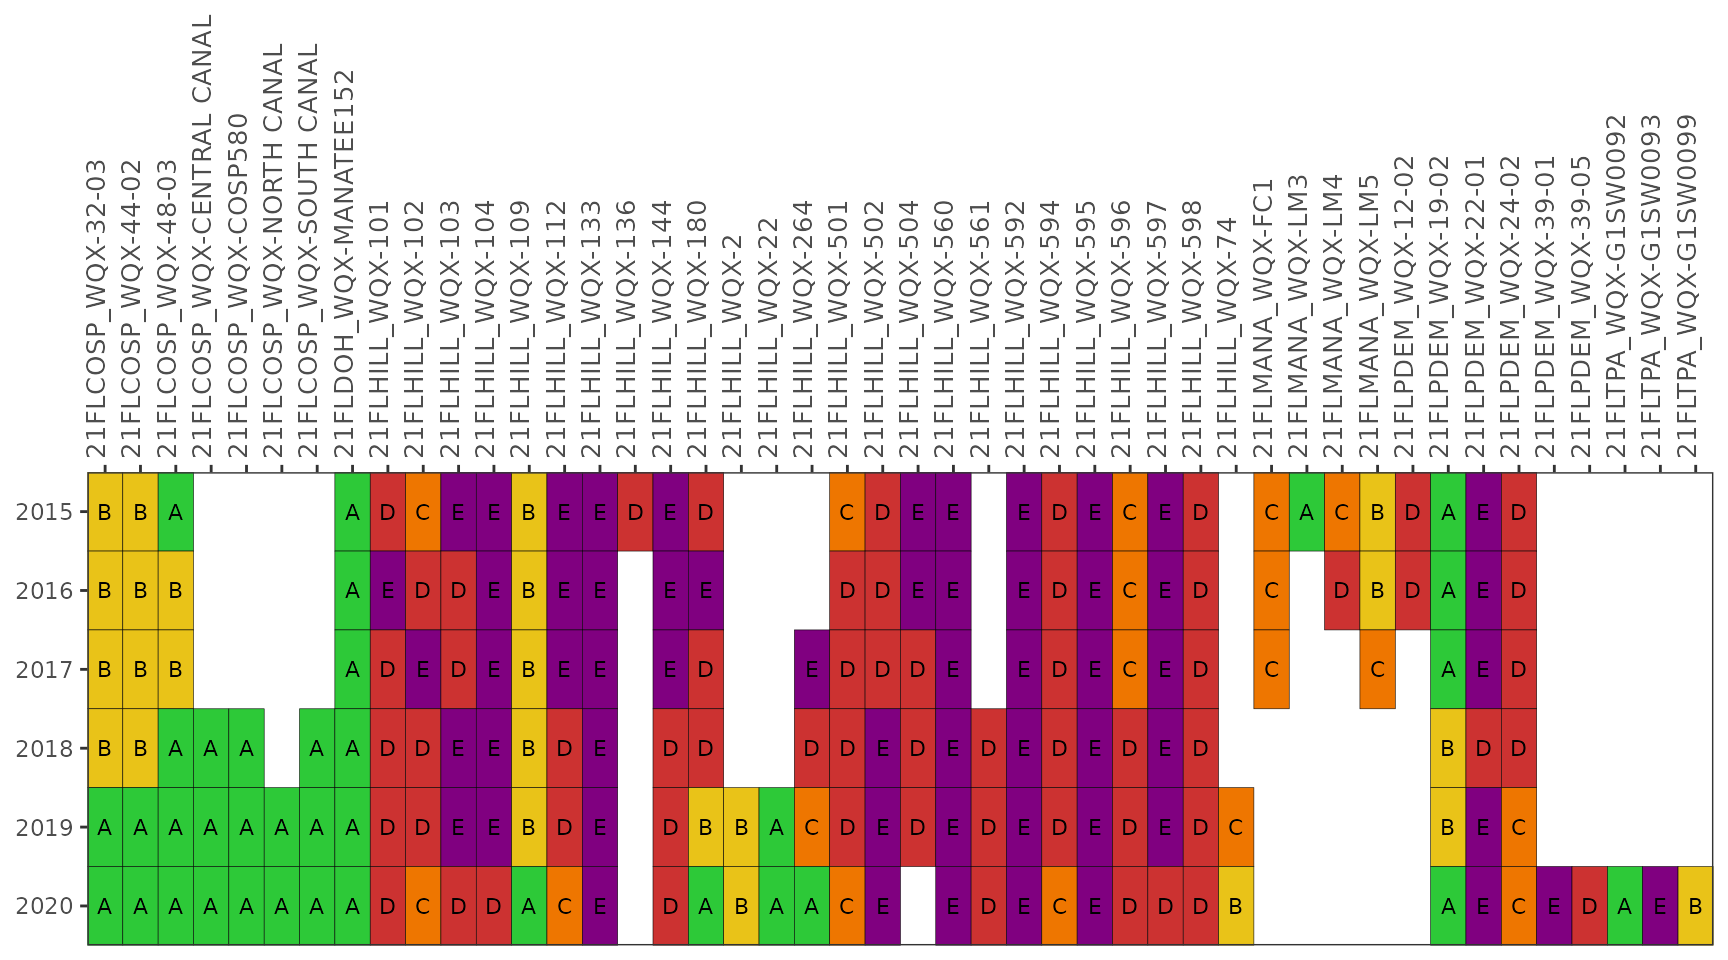 21FLCOSP_WQX-32-03
21FLCOSP_WQX-44-02
21FLCOSP_WQX-48-03
21FLCOSP_WQX-CENTRAL CANAL
21FLCOSP_WQX-COSP580
21FLCOSP_WQX-NORTH CANAL
21FLCOSP_WQX-SOUTH CANAL
21FLDOH_WQX-MANATEE152
21FLHILL_WQX-101
21FLHILL_WQX-102
21FLHILL_WQX-103
21FLHILL_WQX-104
21FLHILL_WQX-109
21FLHILL_WQX-112
21FLHILL_WQX-133
21FLHILL_WQX-136
21FLHILL_WQX-144
21FLHILL_WQX-180
21FLHILL_WQX-2
21FLHILL_WQX-22
21FLHILL_WQX-264
21FLHILL_WQX-501
21FLHILL_WQX-502
21FLHILL_WQX-504
21FLHILL_WQX-560
21FLHILL_WQX-561
21FLHILL_WQX-592
21FLHILL_WQX-594
21FLHILL_WQX-595
21FLHILL_WQX-596
21FLHILL_WQX-597
21FLHILL_WQX-598
21FLHILL_WQX-74
21FLMANA_WQX-FC1
21FLMANA_WQX-LM3
21FLMANA_WQX-LM4
21FLMANA_WQX-LM5
21FLPDEM_WQX-12-02
21FLPDEM_WQX-19-02
21FLPDEM_WQX-22-01
21FLPDEM_WQX-24-02
21FLPDEM_WQX-39-01
21FLPDEM_WQX-39-05
21FLTPA_WQX-G1SW0092
21FLTPA_WQX-G1SW0093
21FLTPA_WQX-G1SW0099
2015 B B A A D C E E B E E D E D C D E E E D E C E D C A C B D A E D
2016 B B B A E D D E B E E E E D D E E E D E C E D C D B D A E D
2017 B B B A D E D E B E E E D E D D D E E D E C E D C C A E D
2018 B B A A A A A D D E E B D E D D D D E D E D E D E D E D B D D
2019 A A A A A A A A D D E E B D E D B B A C D E D E D E D E D E D C B E C
2020 A A A A A A A A D C D D A C E D A B A A C E E D E C E D D D B A E C E D A E B